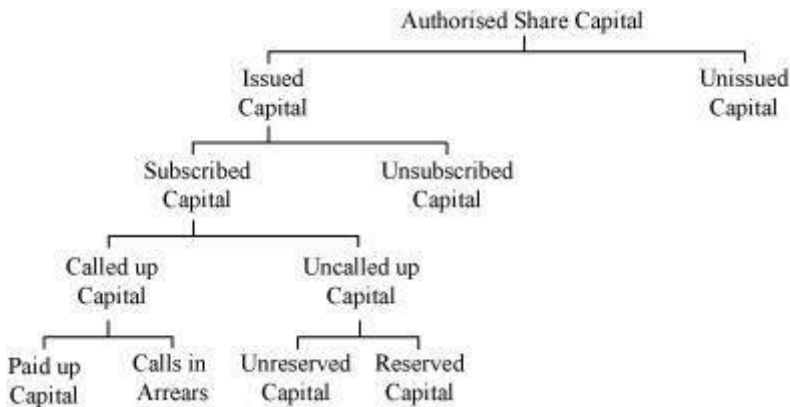 Authorised Share Capital
Issued
Capital
Unissued
Capital
Subscribed
Capital
Unsubscribed
Capital
Called up
Capital
Uncalled up
Capital
Paid up
Capital
Calls in
Arrears
Unreserved
Capital
Reserved
Capital